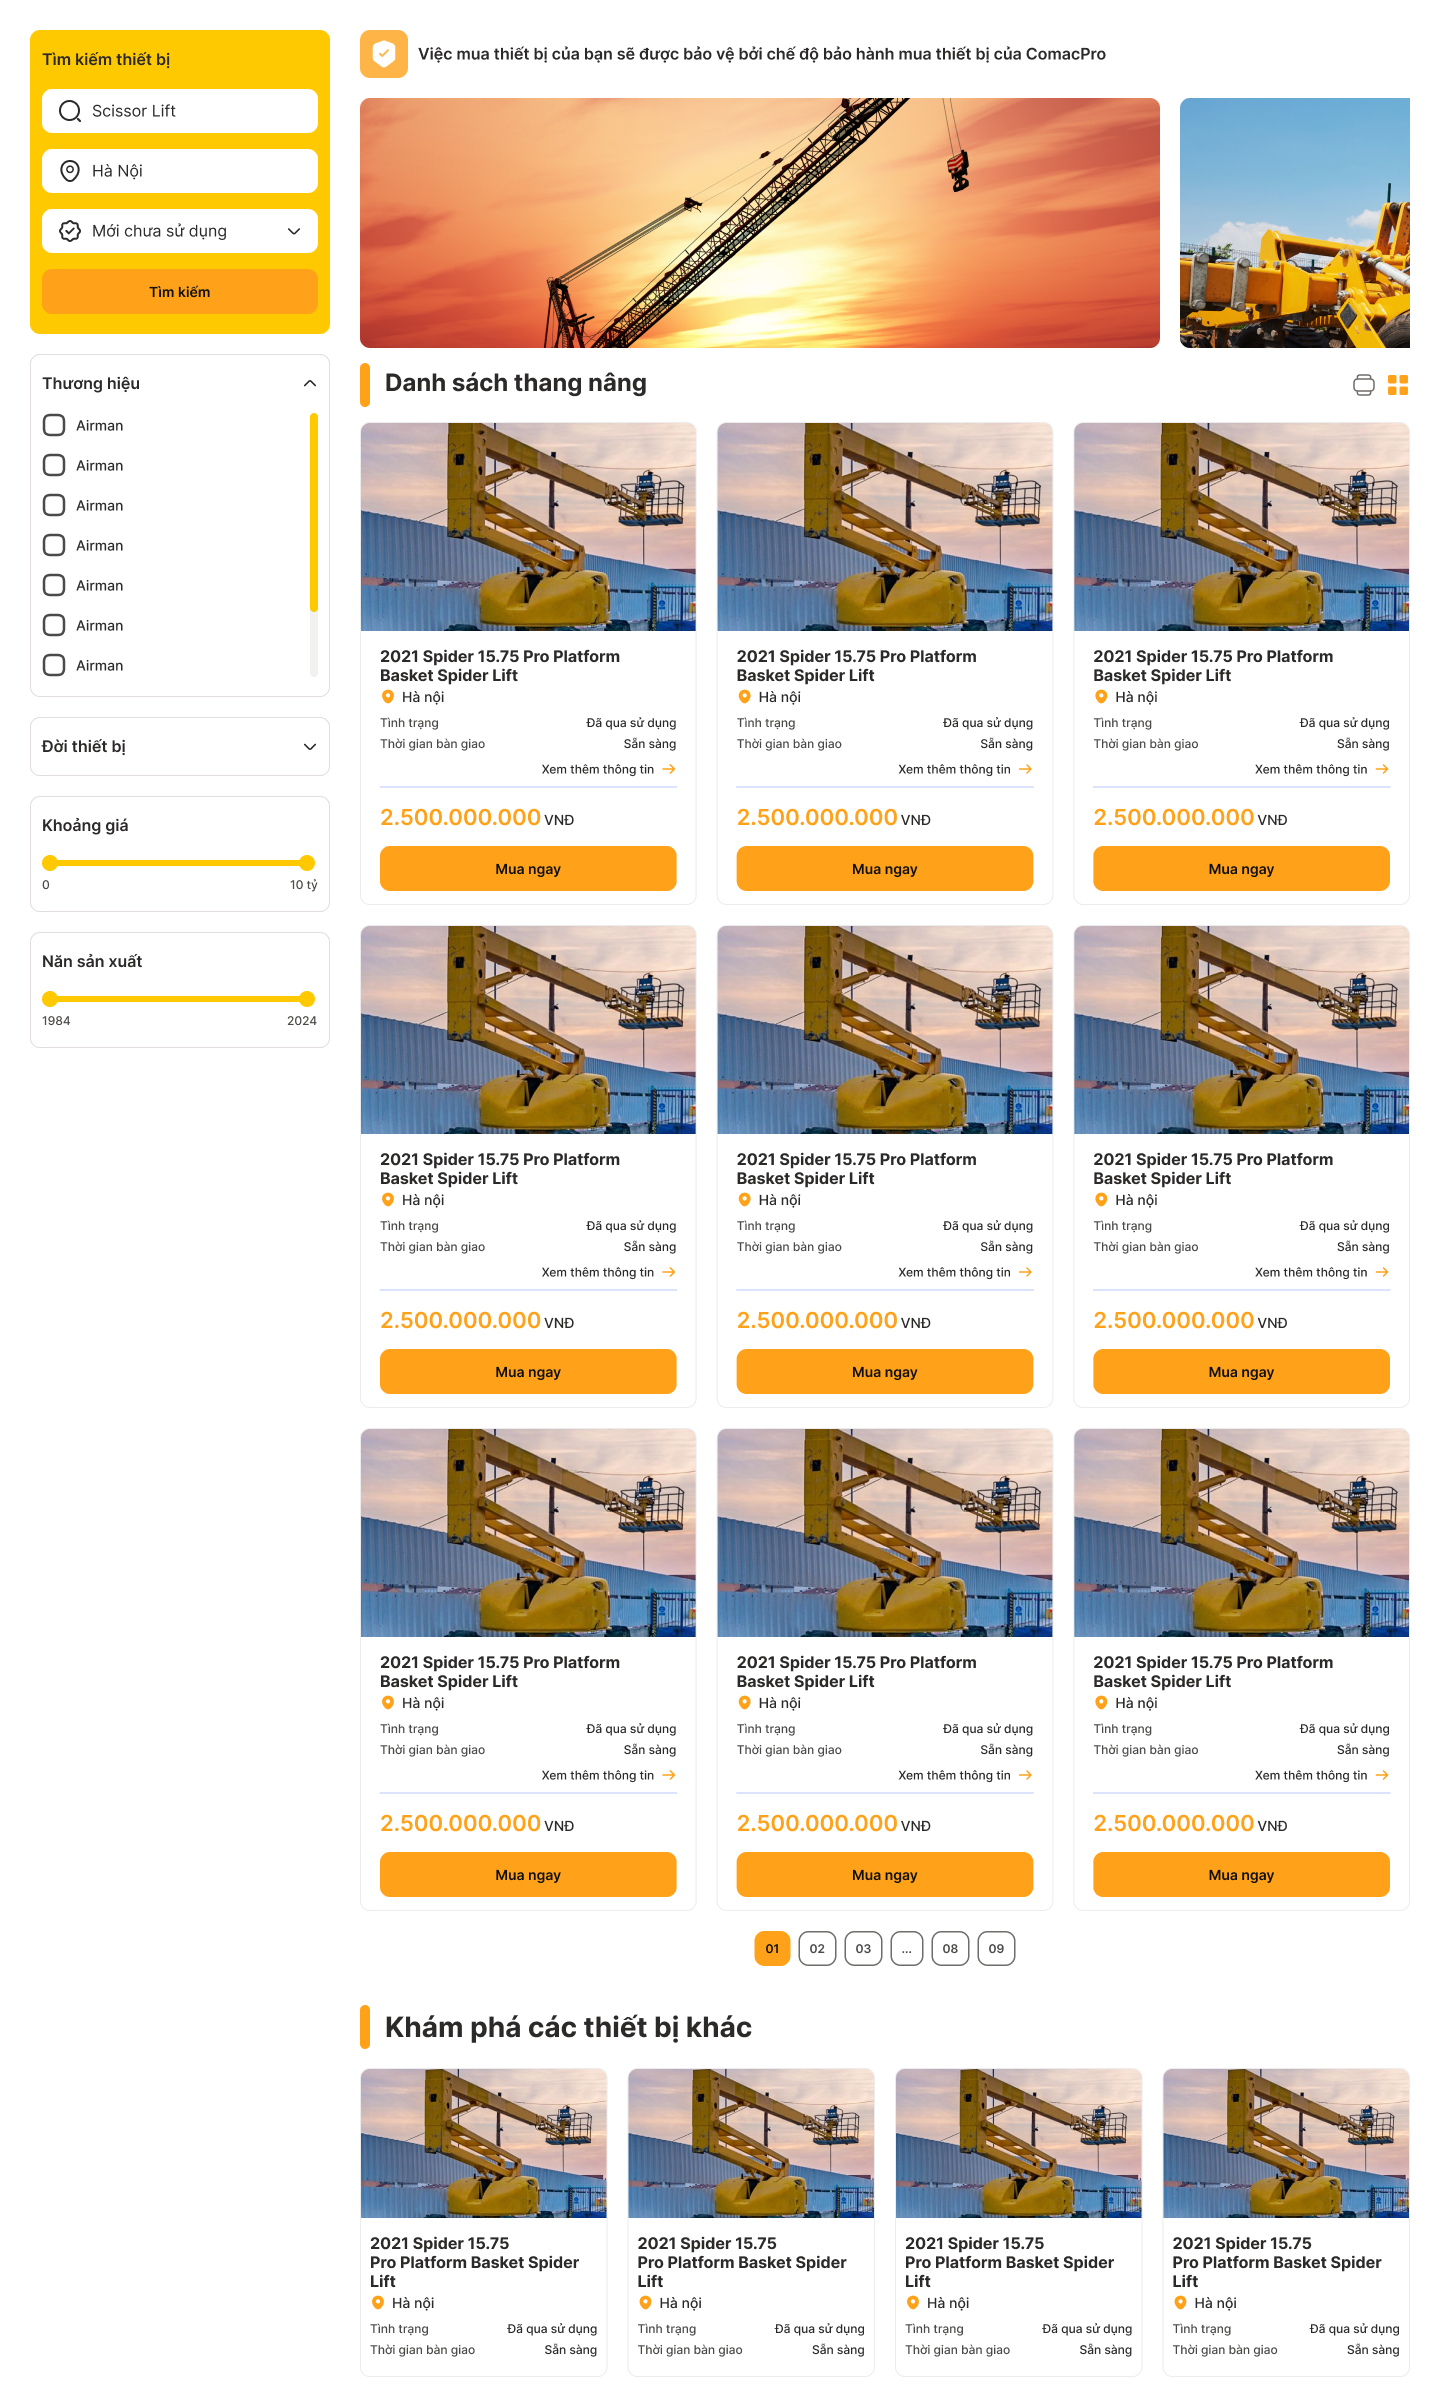 Tìm kiếm thiết bị
Scissor Lift
Hà Nội
Mới chưa sử dụng
Tìm kiếm
Thương hiệu
Airman
Airman
Airman
Airman
Airman
Airman
Airman
Đời thiết bị
Khoảng giá
0 10 tỷ
Năn sản xuất
1984 2024
Việc mua thiết bị của bạn sẽ được bảo vệ bởi chế độ bảo hành mua thiết bị của ComacPro
Danh sách thang nâng
2021 Spider 15.75 Pro Platform
Basket Spider Lift
Hà nội
Tình trạng Đã qua sử dụng
Thời gian bàn giao Sẵn sàng
Xem thêm thông tin
2.500.000.000 VNĐ
Mua ngay
2021 Spider 15.75 Pro Platform
Basket Spider Lift
Hà nội
Tình trạng Đã qua sử dụng
Thời gian bàn giao Sẵn sàng
Xem thêm thông tin
2.500.000.000 VNĐ
Mua ngay
2021 Spider 15.75 Pro Platform
Basket Spider Lift
Hà nội
Tình trạng Đã qua sử dụng
Thời gian bàn giao Sẵn sàng
Xem thêm thông tin
2.500.000.000 VNĐ
Mua ngay
2021 Spider 15.75 Pro Platform
Basket Spider Lift
Hà nội
Tình trạng Đã qua sử dụng
Thời gian bàn giao Sẵn sàng
Xem thêm thông tin
2.500.000.000 VNĐ
Mua ngay
2021 Spider 15.75 Pro Platform
Basket Spider Lift
Hà nội
Tình trạng Đã qua sử dụng
Thời gian bàn giao Sẵn sàng
Xem thêm thông tin
2.500.000.000 VNĐ
Mua ngay
2021 Spider 15.75 Pro Platform
Basket Spider Lift
Hà nội
Tình trạng Đã qua sử dụng
Thời gian bàn giao Sẵn sàng
Xem thêm thông tin
2.500.000.000 VNĐ
Mua ngay
2021 Spider 15.75 Pro Platform
Basket Spider Lift
Hà nội
Tình trạng Đã qua sử dụng
Thời gian bàn giao Sẵn sàng
Xem thêm thông tin
2.500.000.000 VNĐ
Mua ngay
2021 Spider 15.75 Pro Platform
Basket Spider Lift
Hà nội
Tình trạng Đã qua sử dụng
Thời gian bàn giao Sẵn sàng
Xem thêm thông tin
2.500.000.000 VNĐ
Mua ngay
2021 Spider 15.75 Pro Platform
Basket Spider Lift
Hà nội
Tình trạng Đã qua sử dụng
Thời gian bàn giao Sẵn sàng
Xem thêm thông tin
2.500.000.000 VNĐ
Mua ngay
01 02 03 ... 08 09
Khám phá các thiết bị khác
2021 Spider 15.75
Pro Platform Basket Spider
Lift
Hà nội
Tình trạng Đã qua sử dụng
Thời gian bàn giao Sẵn sàng
2021 Spider 15.75
Pro Platform Basket Spider
Lift
Hà nội
Tình trạng Đã qua sử dụng
Thời gian bàn giao Sẵn sàng
2021 Spider 15.75
Pro Platform Basket Spider
Lift
Hà nội
Tình trạng Đã qua sử dụng
Thời gian bàn giao Sẵn sàng
2021 Spider 15.75
Pro Platform Basket Spider
Lift
Hà nội
Tình trạng Đã qua sử dụng
Thời gian bàn giao Sẵn sàng